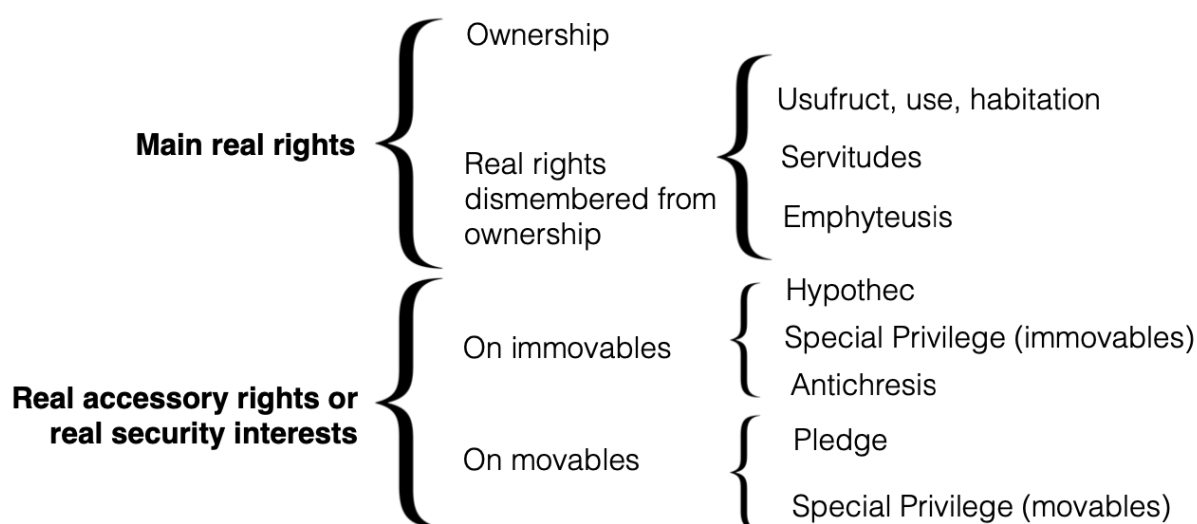 Main real rights
Ownership
Real rights
dismembered from
ownership
Usufruct, use, habitation
Servitudes
Emphyteusis
Real accessory rights or
real security interests
On immovables
Hypothec
Special Privilege (immovables)
Antichresis
On movables
Pledge
Special Privilege (movables)